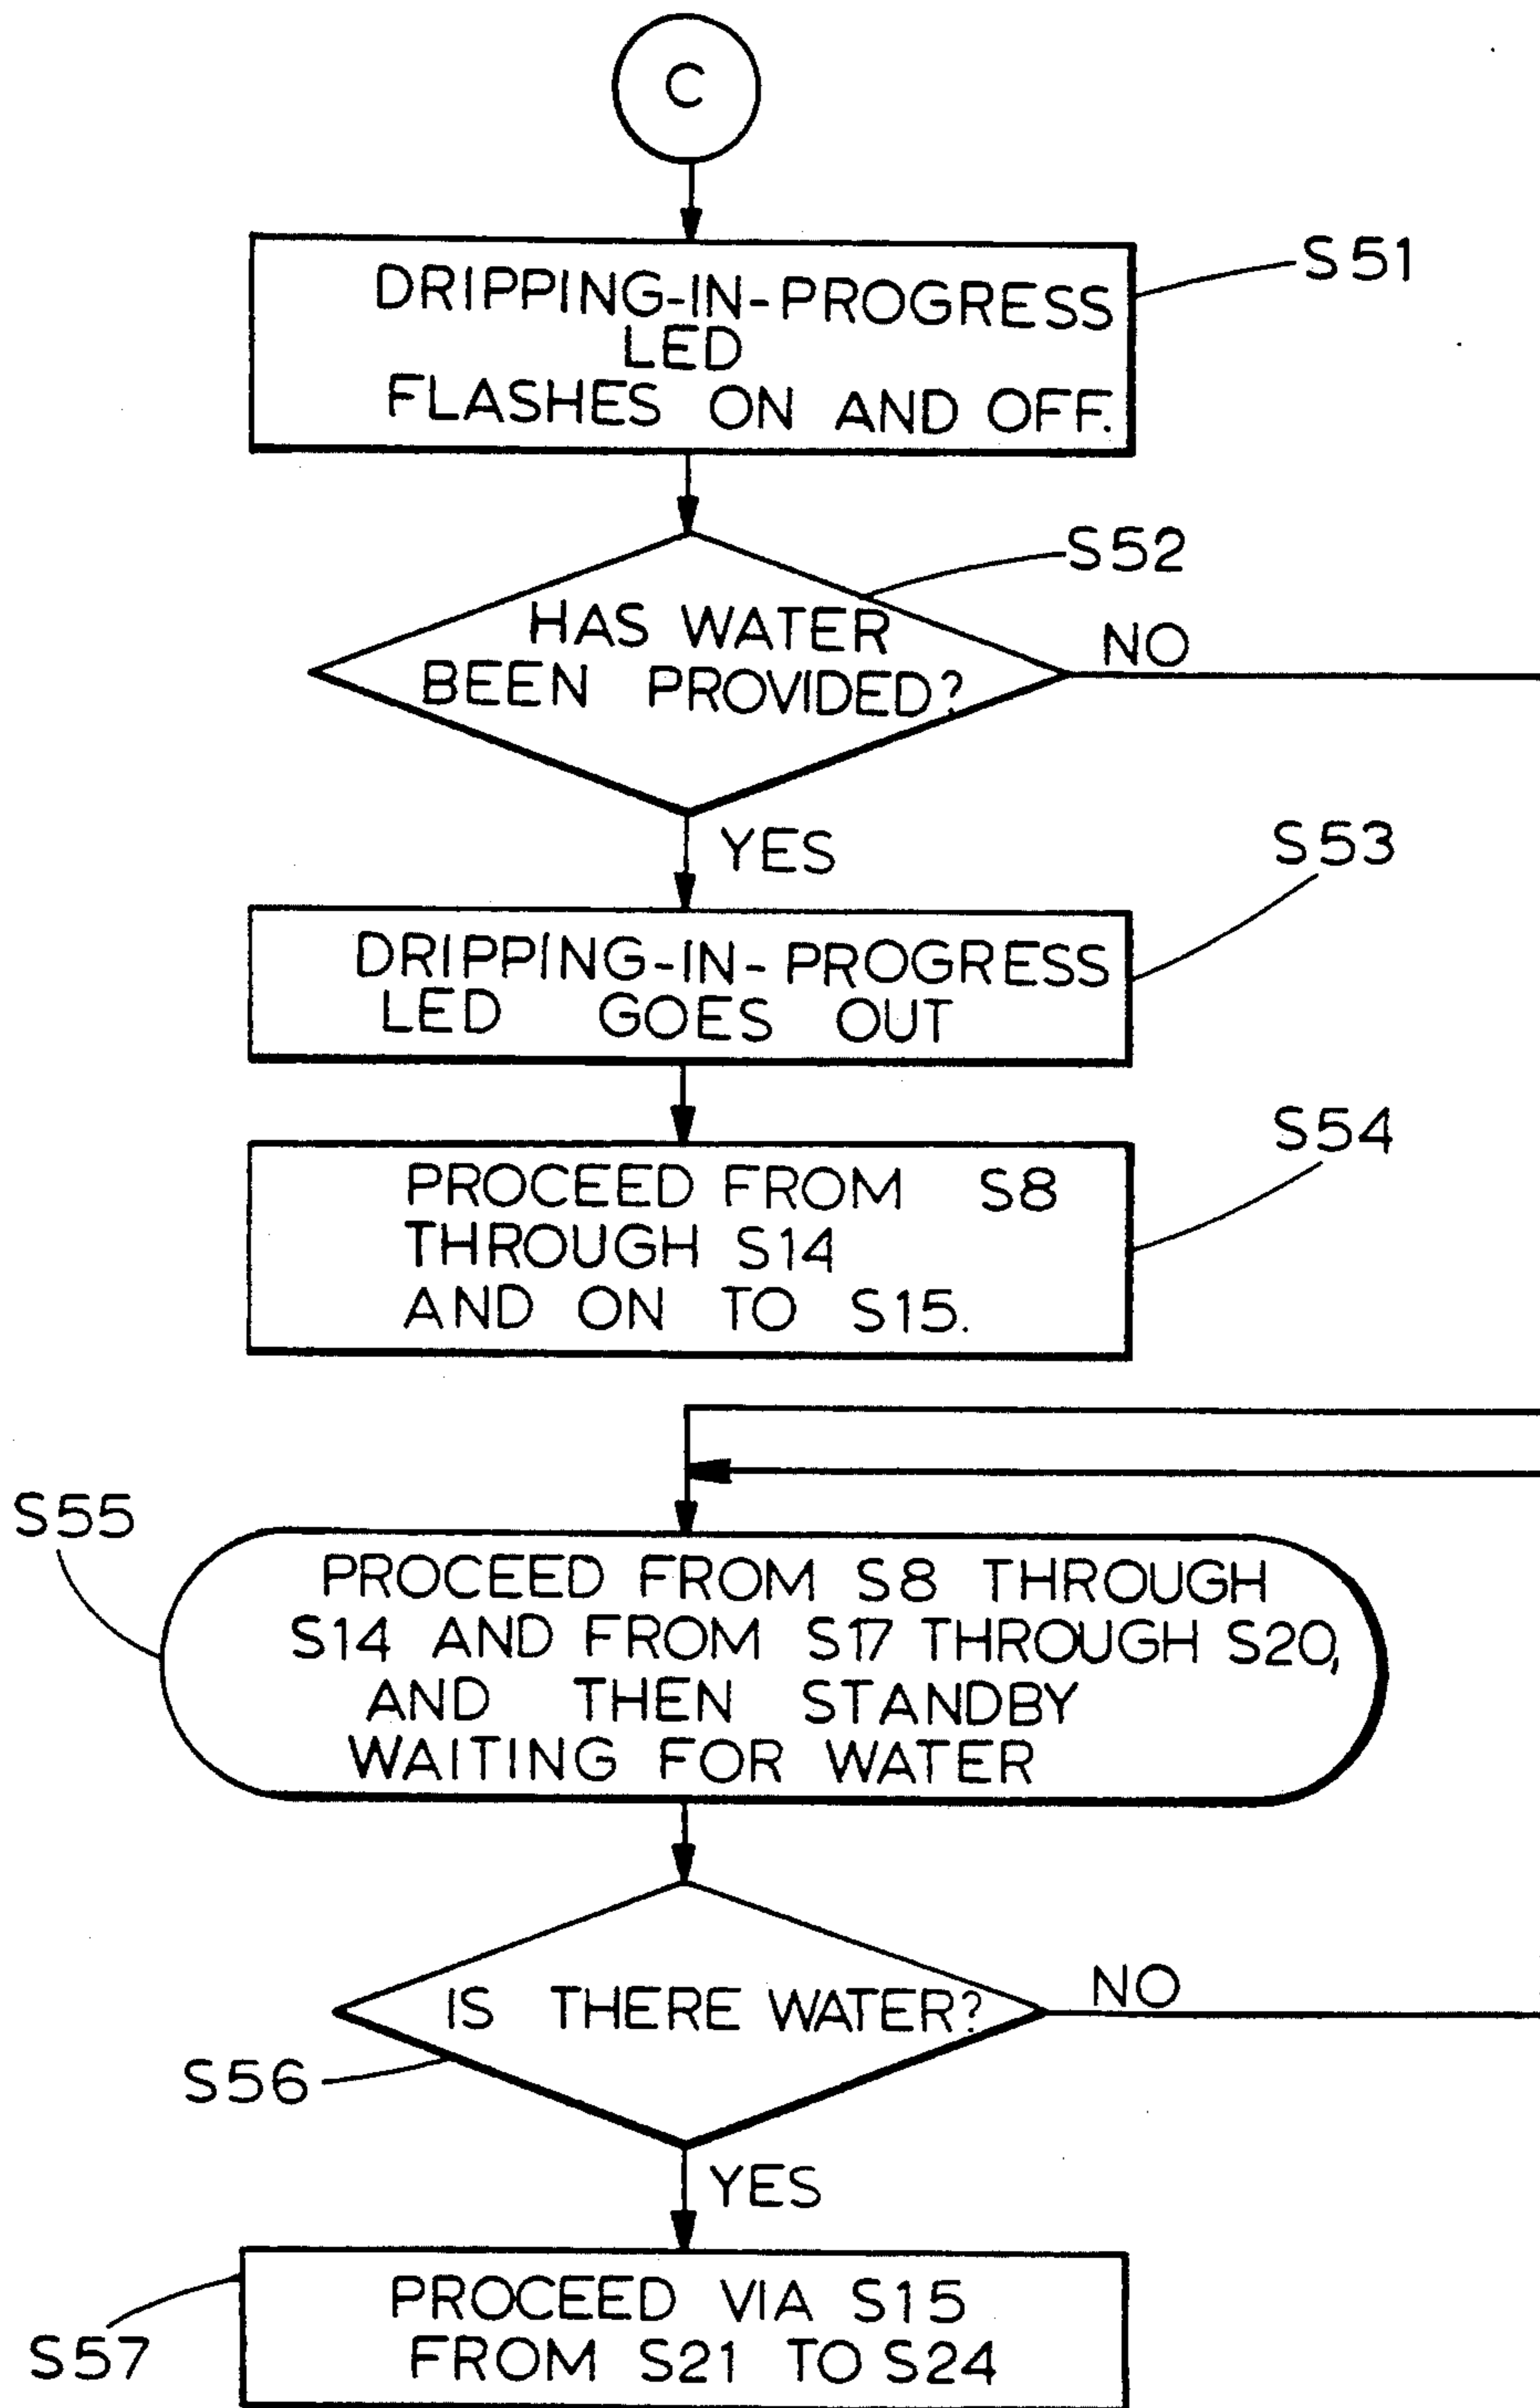 C
DRIPPING-IN-PROGRESS
LED
FLASHES ON AND OFF.
S51
HAS WATER
BEEN PROVIDED?
S52
NO
YES
DRIPPING-IN-PROGRESS
LED GOES OUT
S53
PROCEED FROM S8
THROUGH S14
AND ON TO S15.
S54
S55
PROCEED FROM S8 THROUGH
S14 AND FROM S17 THROUGH S20,
AND THEN STANDBY
WAITING FOR WATER
IS THERE WATER?
NO
S56
YES
PROCEED VIA S15
FROM S21 TO S24
S57